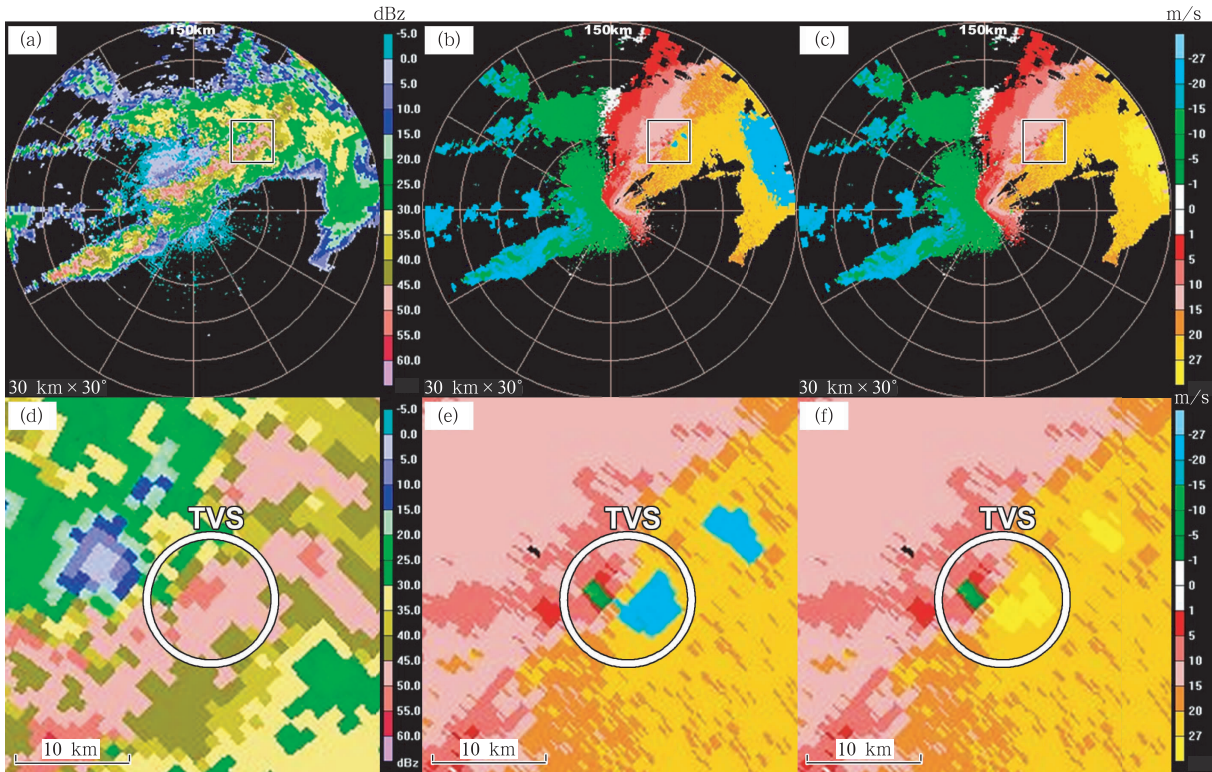 dBz
m/s
(a)
150km
-5.0
0.0
5.0
10.0
15.0
20.0
25.0
30.0
35.0
40.0
45.0
50.0
55.0
60.0
30 km×30°
(b)
150km
30 km×30°
(c)
150km
-27
-20
-15
-10
-5
-1
0
1
5
10
15
20
27
30 km×30°
m/s
(d)
TVS
10 km
-5.0
0.0
5.0
10.0
15.0
20.0
25.0
30.0
35.0
40.0
45.0
50.0
55.0
60.0
dBz
(e)
TVS
10 km
(f)
TVS
10 km
-27
-20
-15
-10
-5
-1
0
1
5
10
15
20
27